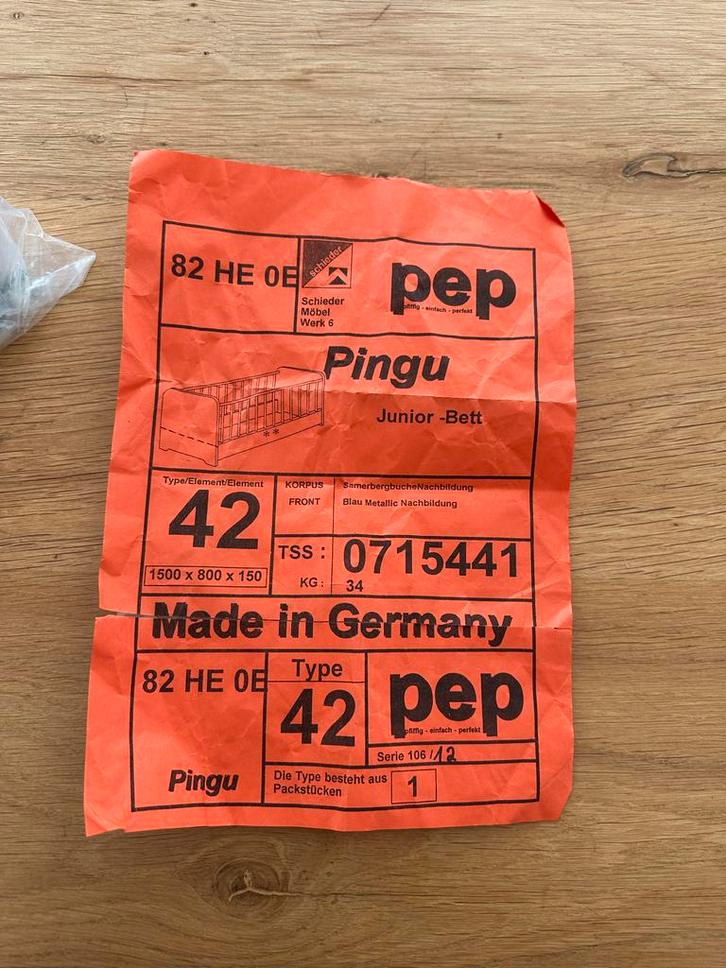 82 HE 0E
schieder
Schieder
Möbel
Werk 6
pep
pfiffig - einfach - perfekt
Pingu
Junior -Bett
**
Type/Element/Element
42
1500 x 800 x 150
KORPUS SamerbergbucheNachbildung
FRONT Blau Metallic Nachbildung
TSS : 0715441
KG : 34
Made in Germany
82 HE 0E
Pingu
Type
42
pep
pfiffig - einfach - perfekt
Serie 106 /12
Die Type besteht aus
Packstücken
1